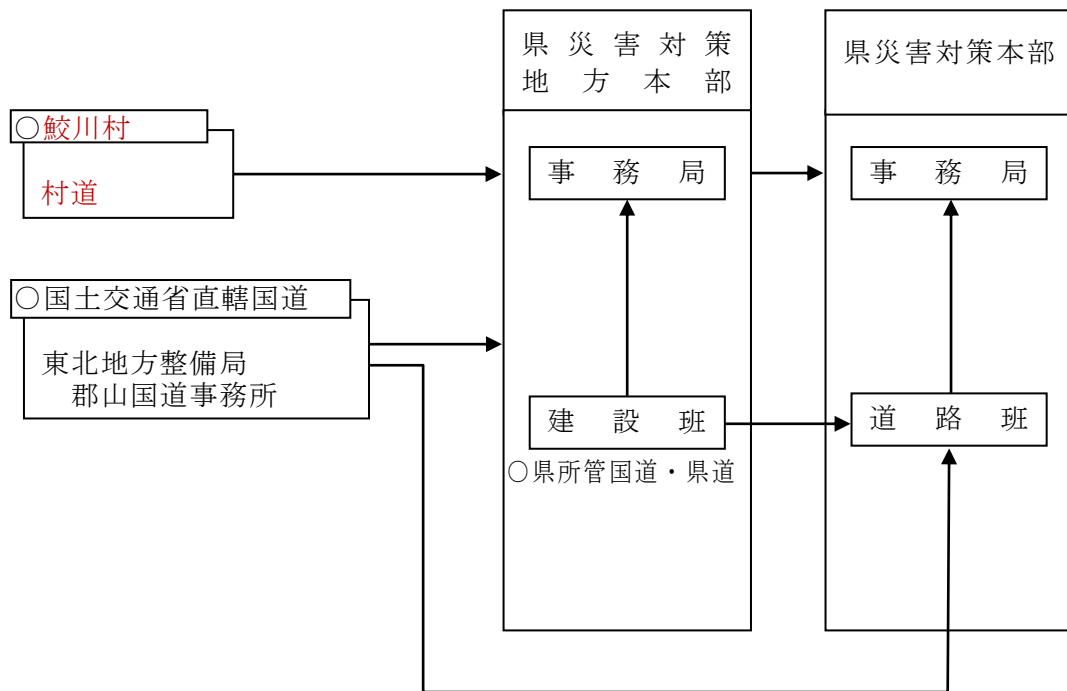 県災害対策
地方本部
県災害対策本部
○鮫川村
村道
事務局
事務局
○国土交通省直轄国道
東北地方整備局
郡山国道事務所
建設班
道路班
○県所管国道・県道